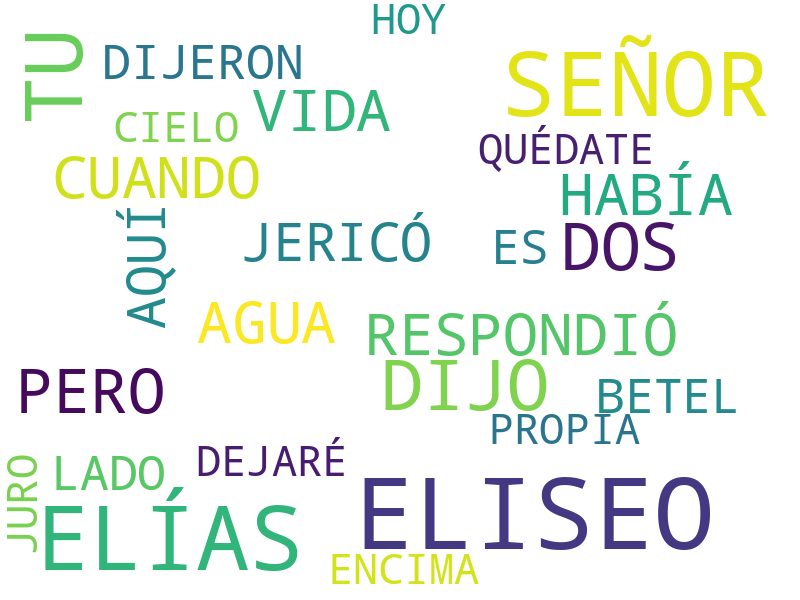 HOY
TU
DIJERON
SEÑOR
VIDA
CIELO
QUÉDATE
CUANDO
HABÍA
AQUÍ
JERICÓ
ES
DOS
AGUA
RESPONDIÓ
PERO
DIJO
BETEL
PROPIA
DEJARÉ
LADO
JURO
ELÍAS
ELISEO
ENCIMA